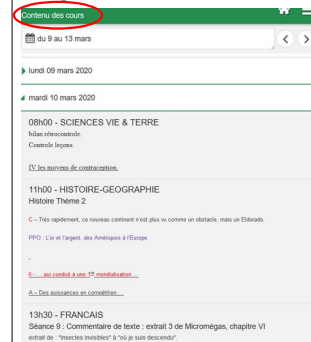 Contenu des cours
du 9 au 13 mars
lundi 09 mars 2020
mardi 10 mars 2020
08h00 - SCIENCES VIE & TERRE
bilan rétrocontrole.
Controle leçons.
IV les moyens de contraception.
11h00 - HISTOIRE-GEOGRAPHIE
Histoire Thème 2
C – Très rapidement, ce nouveau continent n'est plus vu comme un obstacle, mais un Eldorado.
PPO : L'or et l'argent, des Amériques à l'Europe
II - ... qui conduit à une 1ère mondialisation ...
A – Des puissances en compétition ...
13h30 - FRANCAIS
Séance 9 : Commentaire de texte : extrait 3 de Micromégas, chapitre VI
extrait de : "Insectes invisibles" à "où je suis descendu".